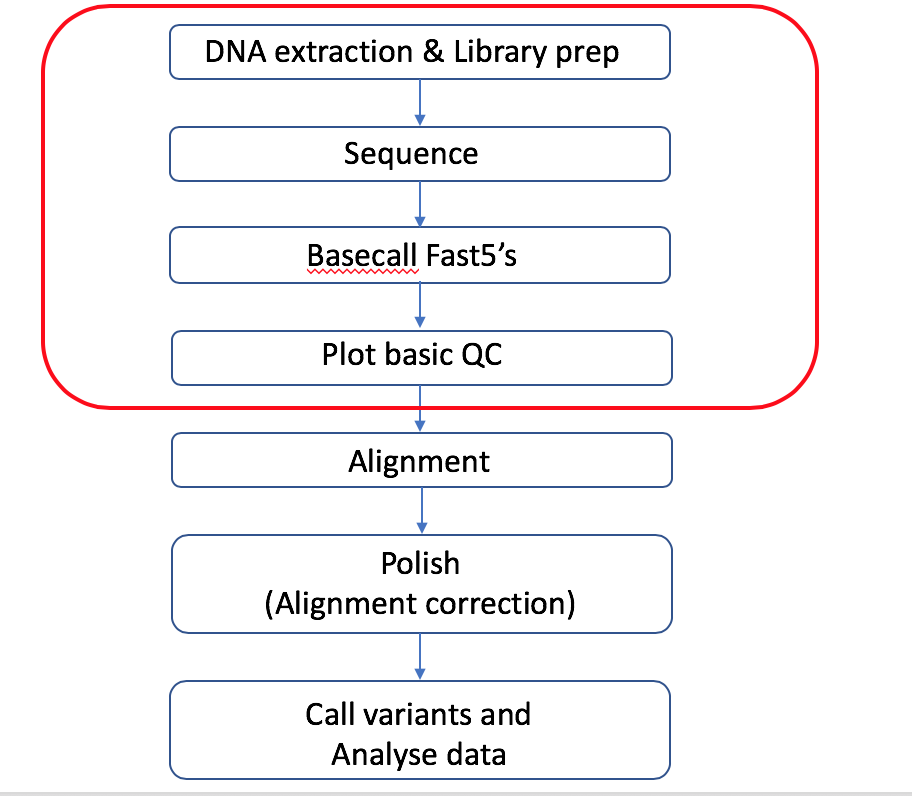 DNA extraction & Library prep
Sequence
Basecall Fast5’s
Plot basic QC
Alignment
Polish
(Alignment correction)
Call variants and
Analyse data